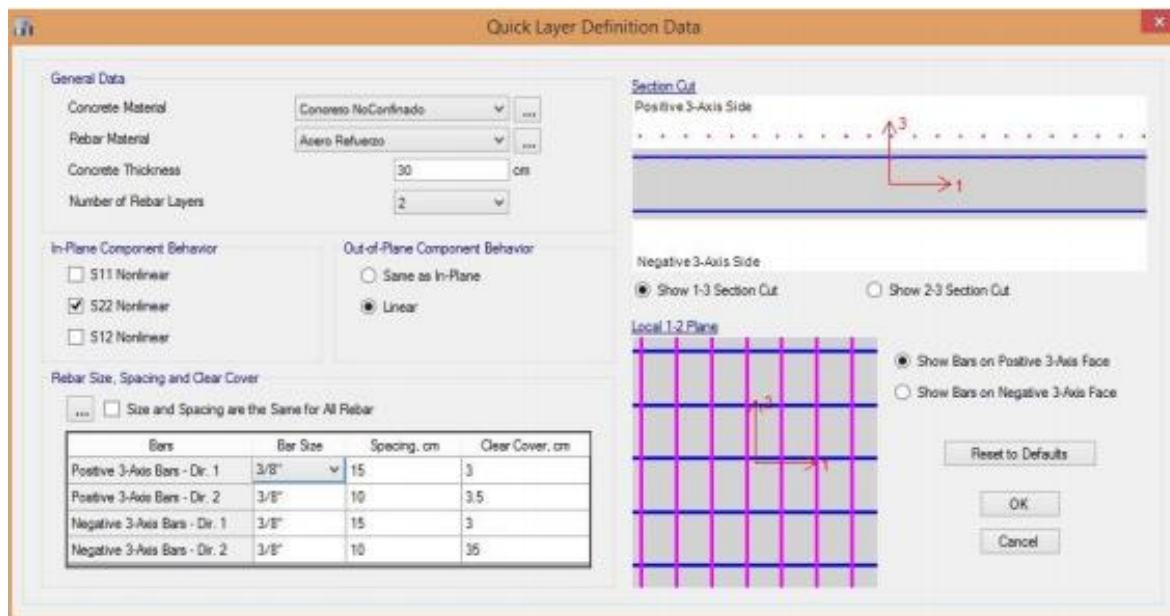 Quick Layer Definition Data
General Data
Concrete Material
Concreto NoConfinado
...
Rebar Material
Acero Refuerzo
...
Concrete Thickness
30
cm
Number of Rebar Layers
2
In-Plane Component Behavior
S11 Nonlinear
S22 Nonlinear
S12 Nonlinear
Out-of-Plane Component Behavior
Same as In-Plane
Linear
Rebar Size, Spacing and Clear Cover
... Size and Spacing are the Same for All Rebar
Bars Bar Size Spacing, cm Clear Cover, cm
Positive 3-Axis Bars - Dir. 1 3/8" 15 3
Positive 3-Axis Bars - Dir. 2 3/8" 10 3.5
Negative 3-Axis Bars - Dir. 1 3/8" 15 3
Negative 3-Axis Bars - Dir. 2 3/8" 10 35
Section Cut
Positive 3-Axis Side
3
1
Negative 3-Axis Side
Show 1-3 Section Cut
Show 2-3 Section Cut
Local 1-2 Plane
2
1
Show Bars on Positive 3-Axis Face
Show Bars on Negative 3-Axis Face
Reset to Defaults
OK
Cancel